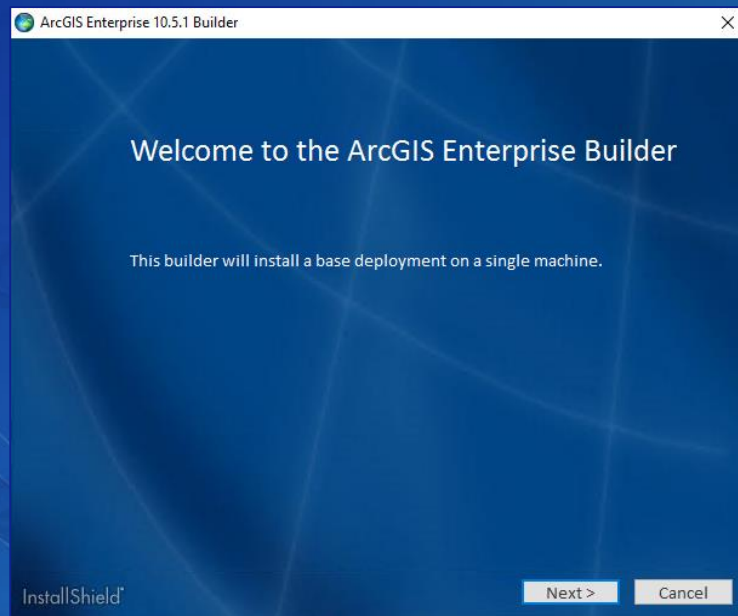 ArcGIS Enterprise 10.5.1 Builder
Welcome to the ArcGIS Enterprise Builder
This builder will install a base deployment on a single machine.
InstallShield
Next >
Cancel